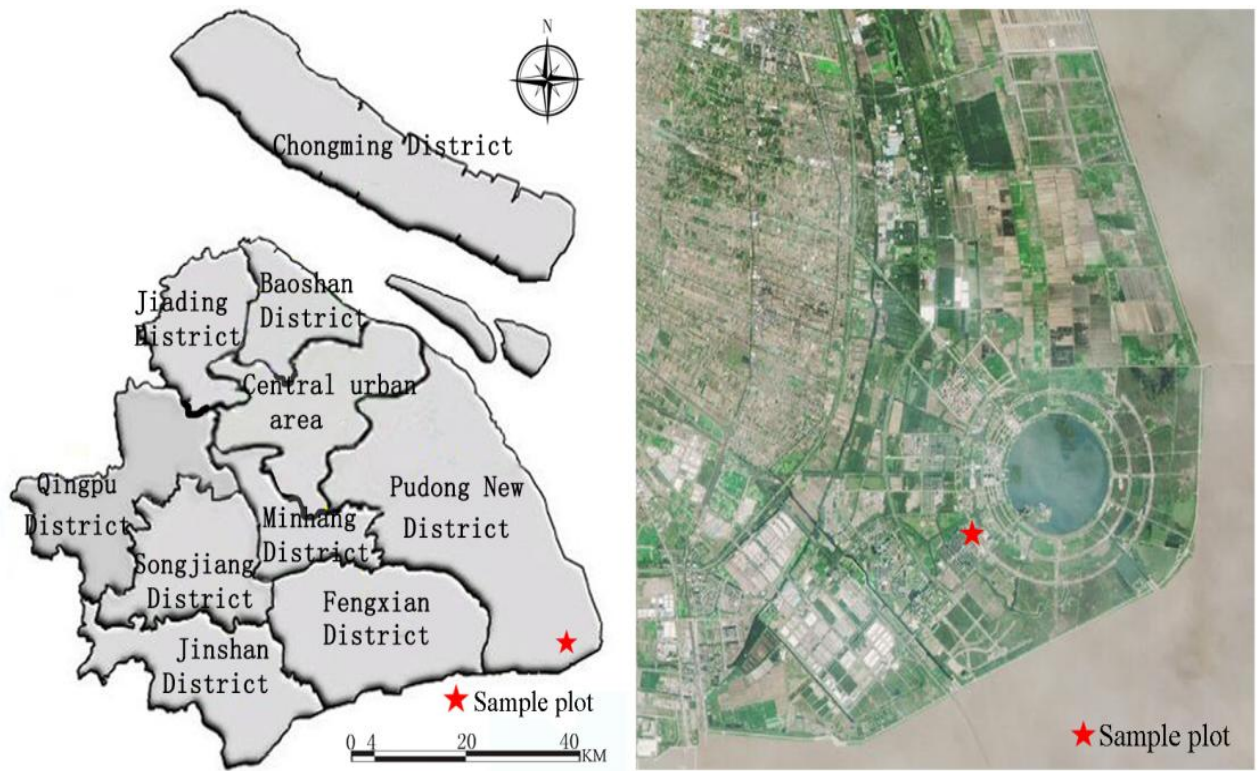 N
Chongming District
Baoshan
District
Jiading
District
Central urban
area
Qingpu
District
Pudong New
District
Minhang
District
Songjiang
District
Fengxian
District
Jinshan
District
Sample plot
0 4 20 40
KM
Sample plot